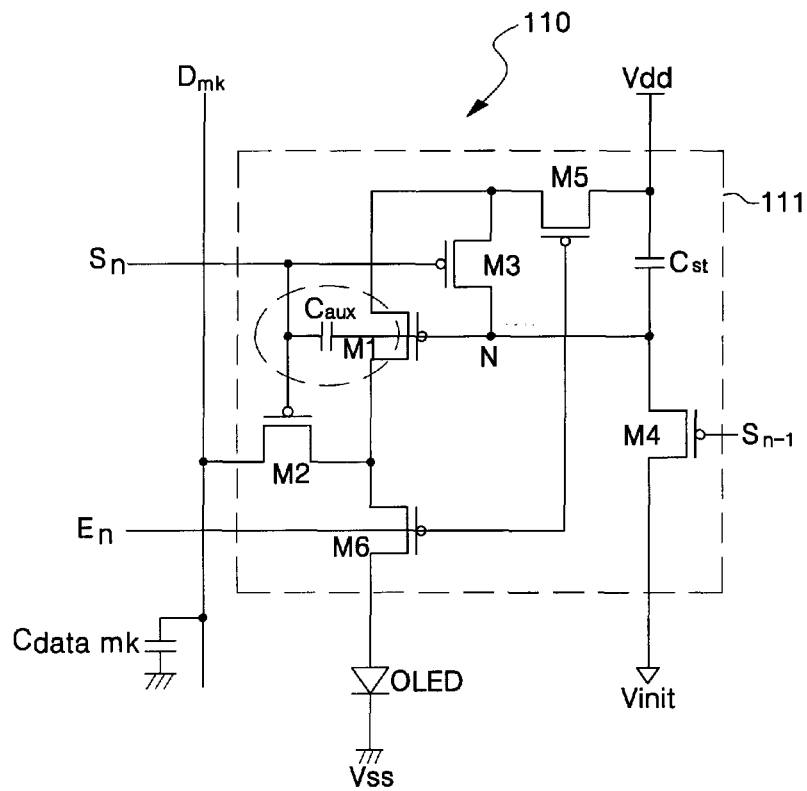 110
Dmk
Vdd
M5
111
Sn
M3
Cst
Caux
M1
N
M4
Sn-1
M2
En
M6
Cdata mk
OLED
Vinit
Vss